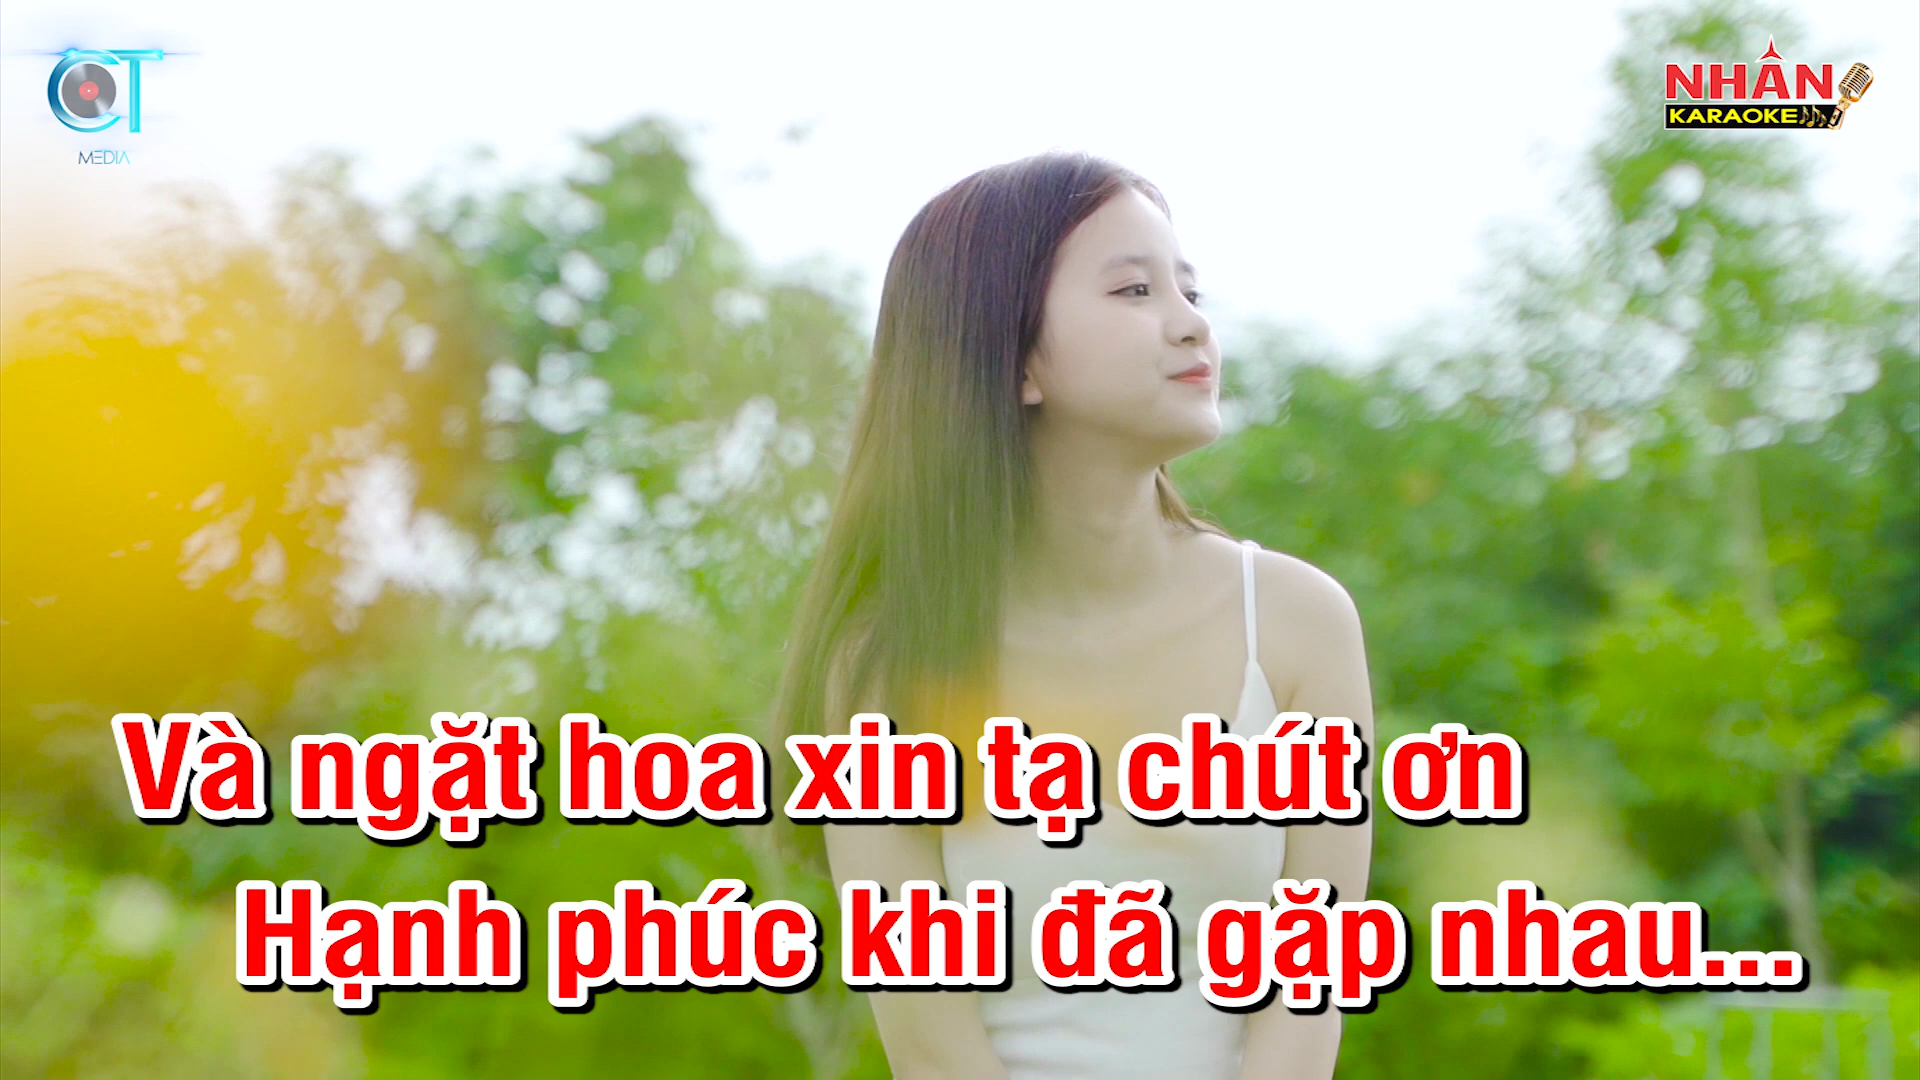 CT
MEDIA
NHÂN
KARAOKE
Và ngặt hoa xin tạ chút ơn
Hạnh phúc khi đã gặp nhau...